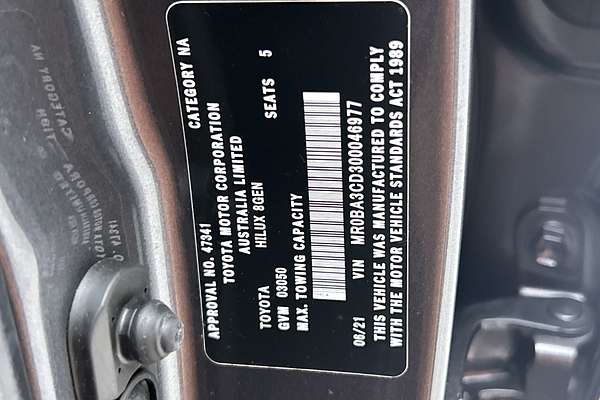 APPROVAL NO. 47341 CATEGORY NA
TOYOTA MOTOR CORPORATION
AUSTRALIA LIMITED
TOYOTA HILUX 8GEN
GVM 03050 SEATS 5
MAX. TOWING CAPACITY
06/21 VIN MR0BA3CD300046977
THIS VEHICLE WAS MANUFACTURED TO COMPLY
WITH THE MOTOR VEHICLE STANDARDS ACT 1989